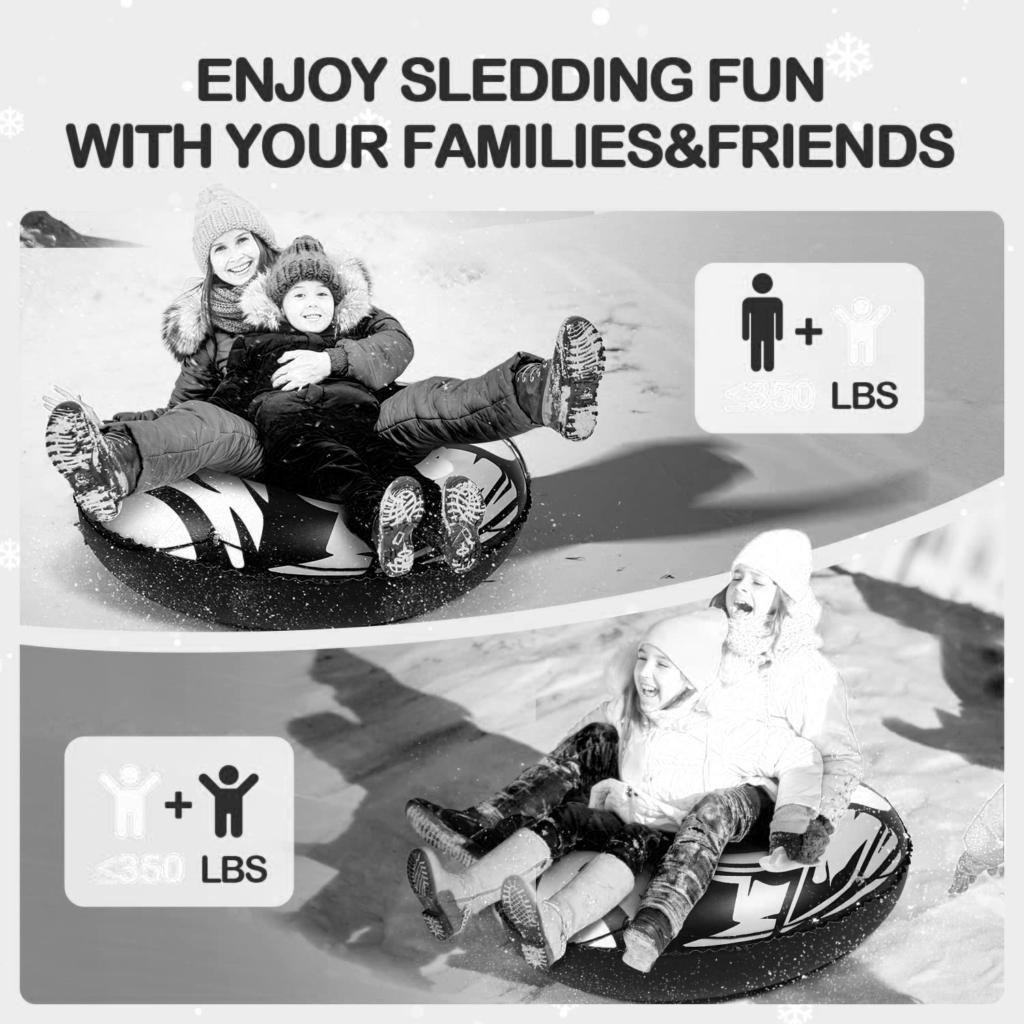 ENJOY SLEDDING FUN
WITH YOUR FAMILIES&FRIENDS
+
≤350 LBS
+
≤350 LBS